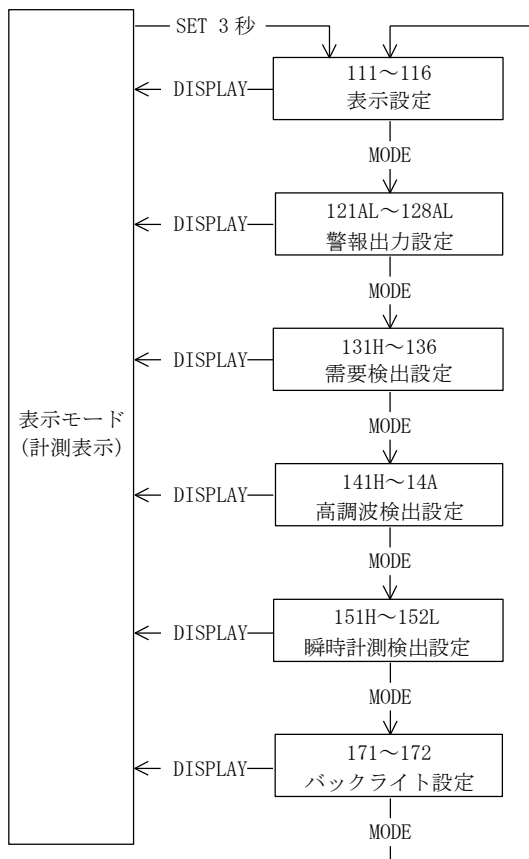 SET 3秒
111～116
表示設定
DISPLAY
MODE
121AL～128AL
警報出力設定
DISPLAY
MODE
131H～136
需要検出設定
DISPLAY
MODE
表示モード
(計測表示)
141H～14A
高調波検出設定
DISPLAY
MODE
151H～152L
瞬時計測検出設定
DISPLAY
MODE
171～172
バックライト設定
DISPLAY
MODE